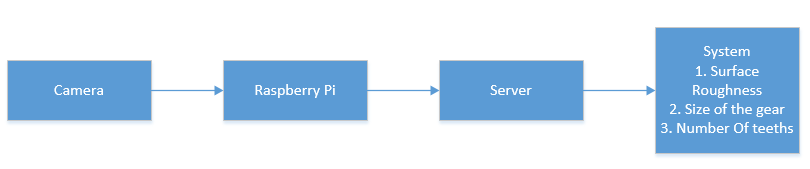 Camera
Raspberry Pi
Server
System
1. Surface
Roughness
2. Size of the gear
3. Number Of teeths